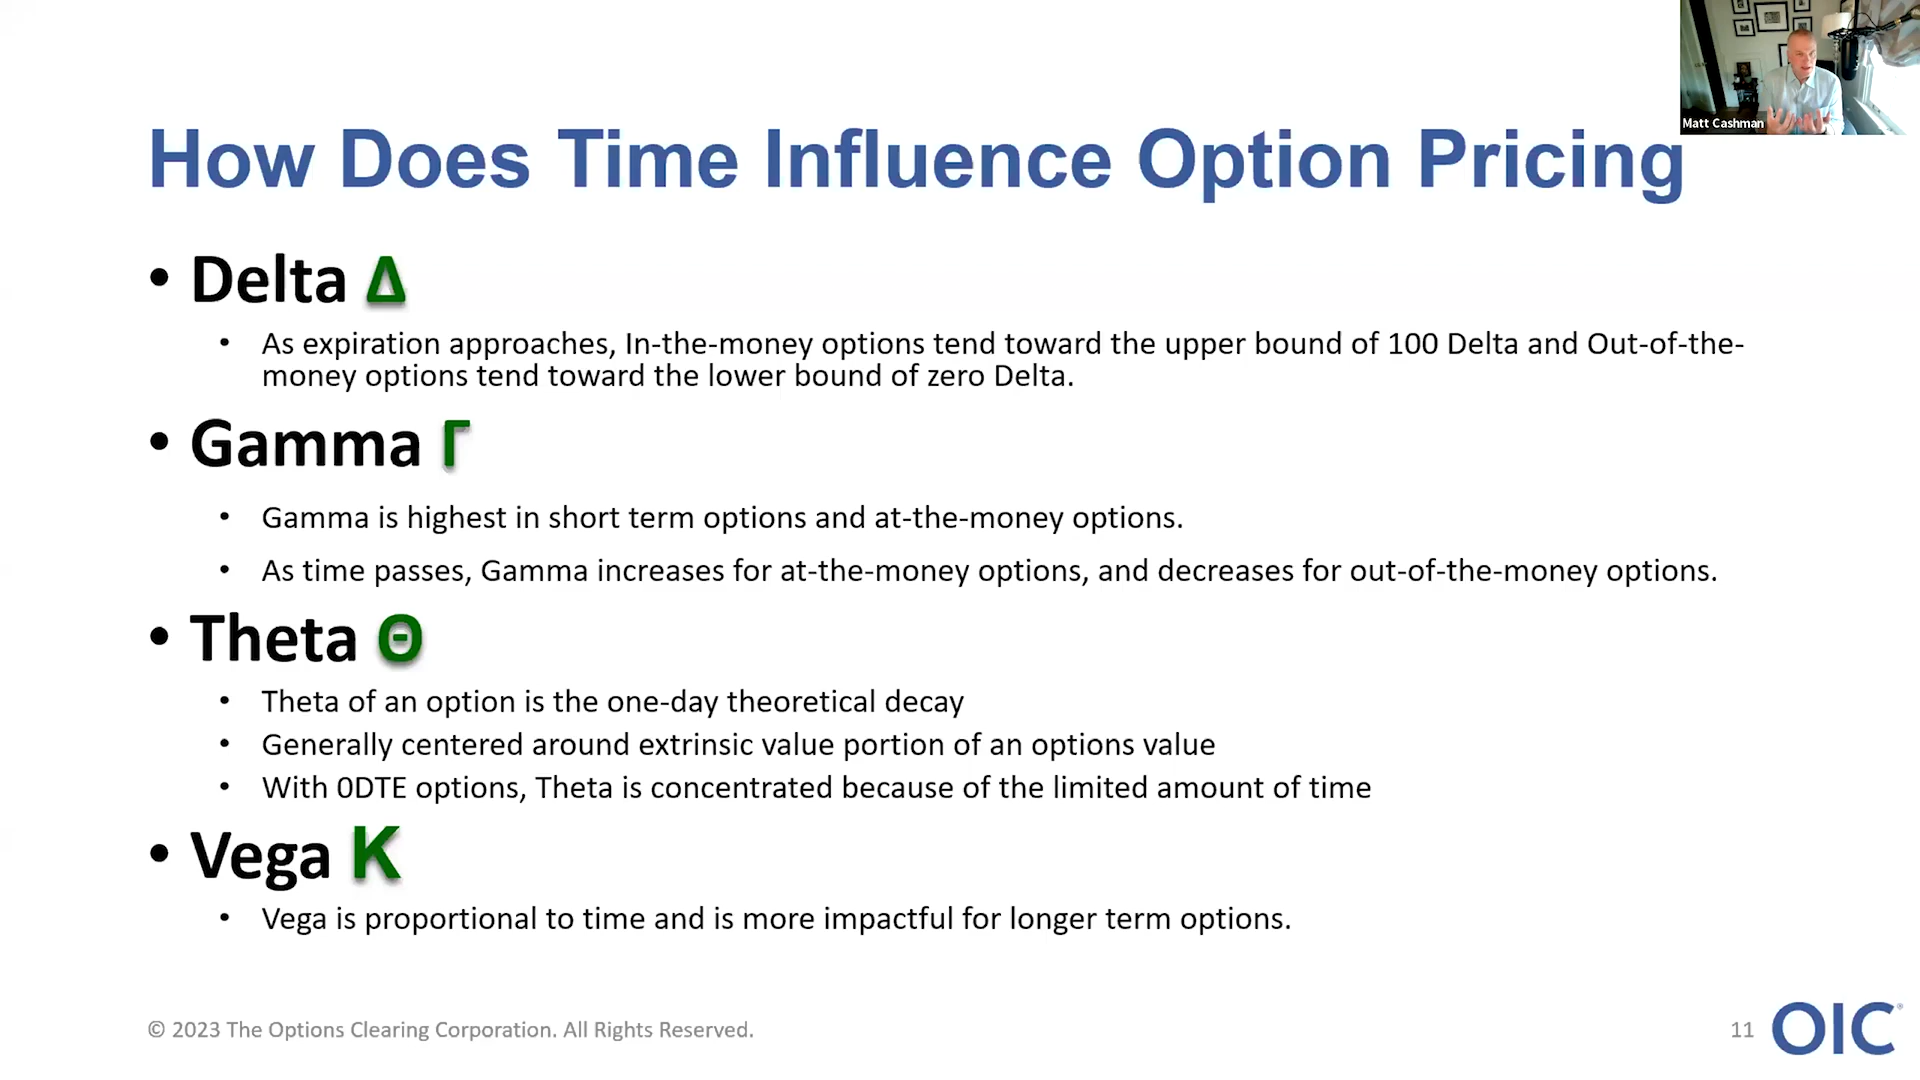 Matt Cashman
How Does Time Influence Option Pricing
• Delta Δ
• As expiration approaches, In-the-money options tend toward the upper bound of 100 Delta and Out-of-the-
money options tend toward the lower bound of zero Delta.
• Gamma Γ
• Gamma is highest in short term options and at-the-money options.
• As time passes, Gamma increases for at-the-money options, and decreases for out-of-the-money options.
• Theta Θ
• Theta of an option is the one-day theoretical decay
• Generally centered around extrinsic value portion of an options value
• With 0DTE options, Theta is concentrated because of the limited amount of time
• Vega K
• Vega is proportional to time and is more impactful for longer term options.
© 2023 The Options Clearing Corporation. All Rights Reserved.
11
OIC®